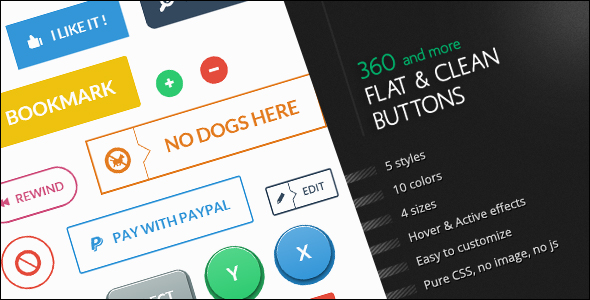 I LIKE IT !
BOOKMARK
NO DOGS HERE
REWIND
PAY WITH PAYPAL
EDIT
Y
X
360 and more
FLAT & CLEAN
BUTTONS
5 styles
10 colors
4 sizes
Hover & Active effects
Easy to customize
Pure CSS, no image, no js